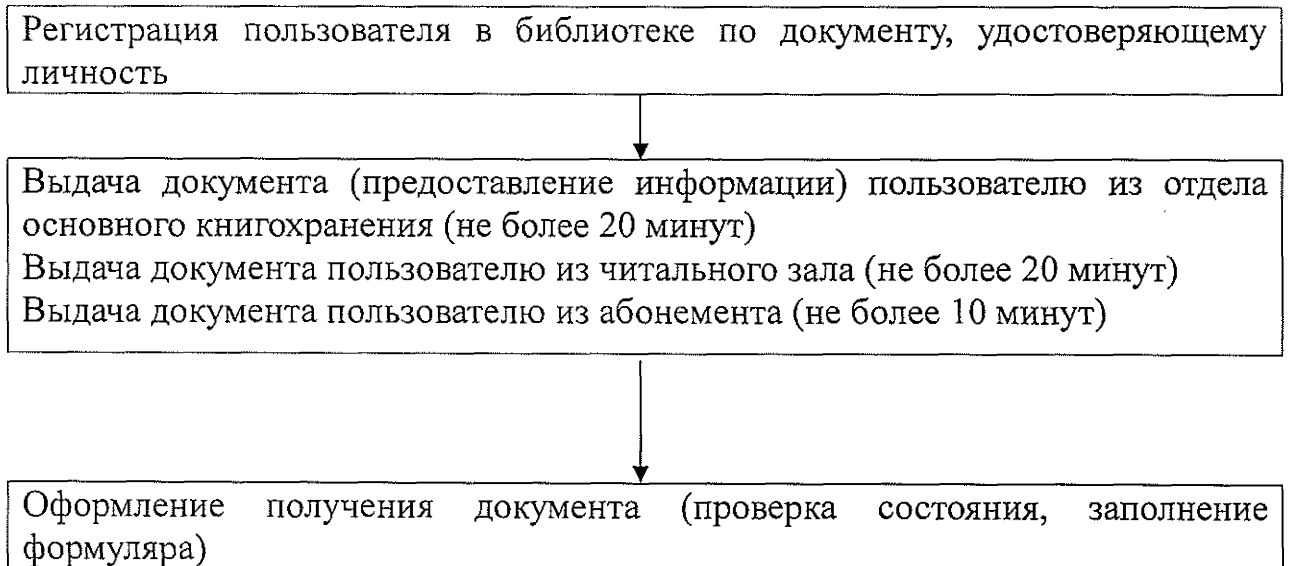 Регистрация пользователя в библиотеке по документу, удостоверяющему
личность
Выдача документа (предоставление информации) пользователю из отдела
основного книгохранения (не более 20 минут)
Выдача документа пользователю из читального зала (не более 20 минут)
Выдача документа пользователю из абонемента (не более 10 минут)
Оформление получения документа (проверка состояния, заполнение
формуляра)